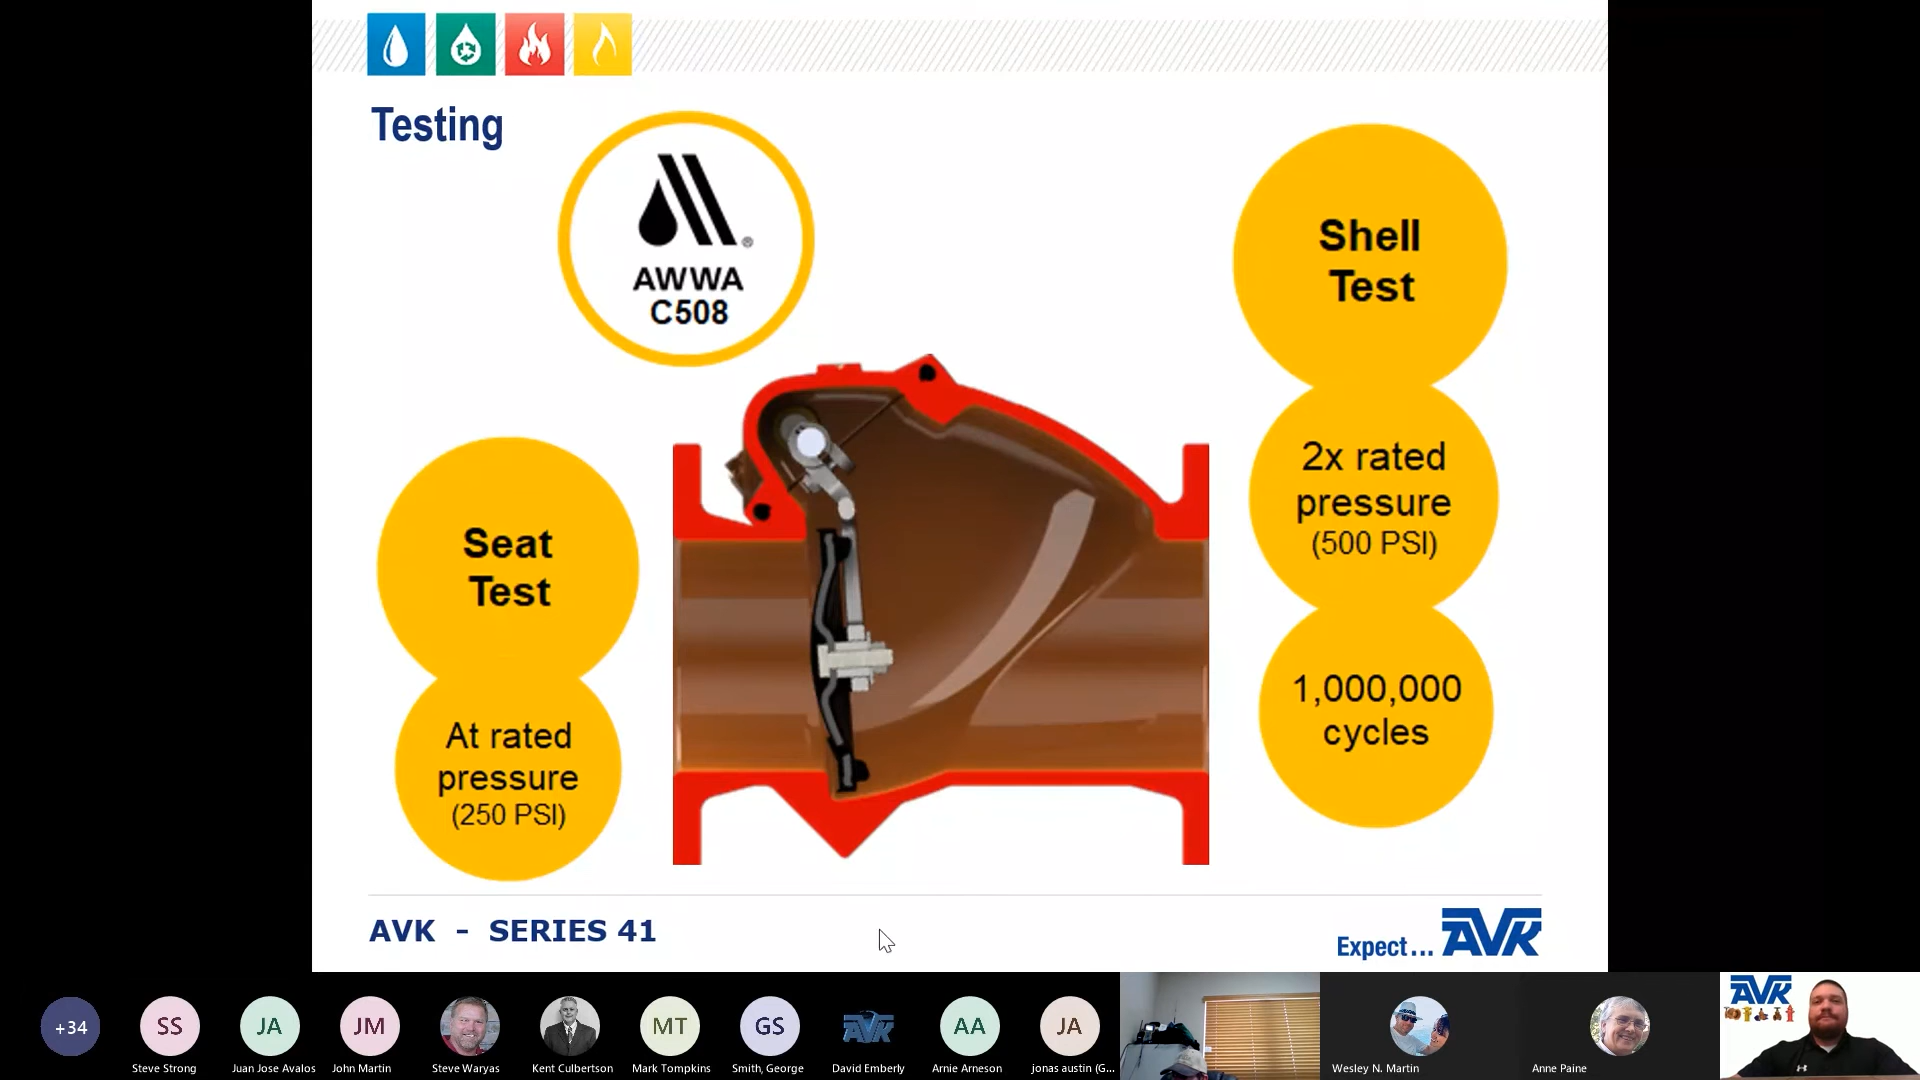 Testing
AWWA
C508
Shell
Test
2x rated
pressure
(500 PSI)
1,000,000
cycles
Seat
Test
At rated
pressure
(250 PSI)
AVK - SERIES 41
Expect... AVK
+34
SS
JA
JM
MT
GS
AVK
AA
JA
AVK
Steve Strong
Juan Jose Avalos
John Martin
Steve Waryas
Kent Culbertson
Mark Tompkins
Smith, George
David Emberly
Arnie Arneson
jonas austin (G...
Wesley N. Martin
Anne Paine